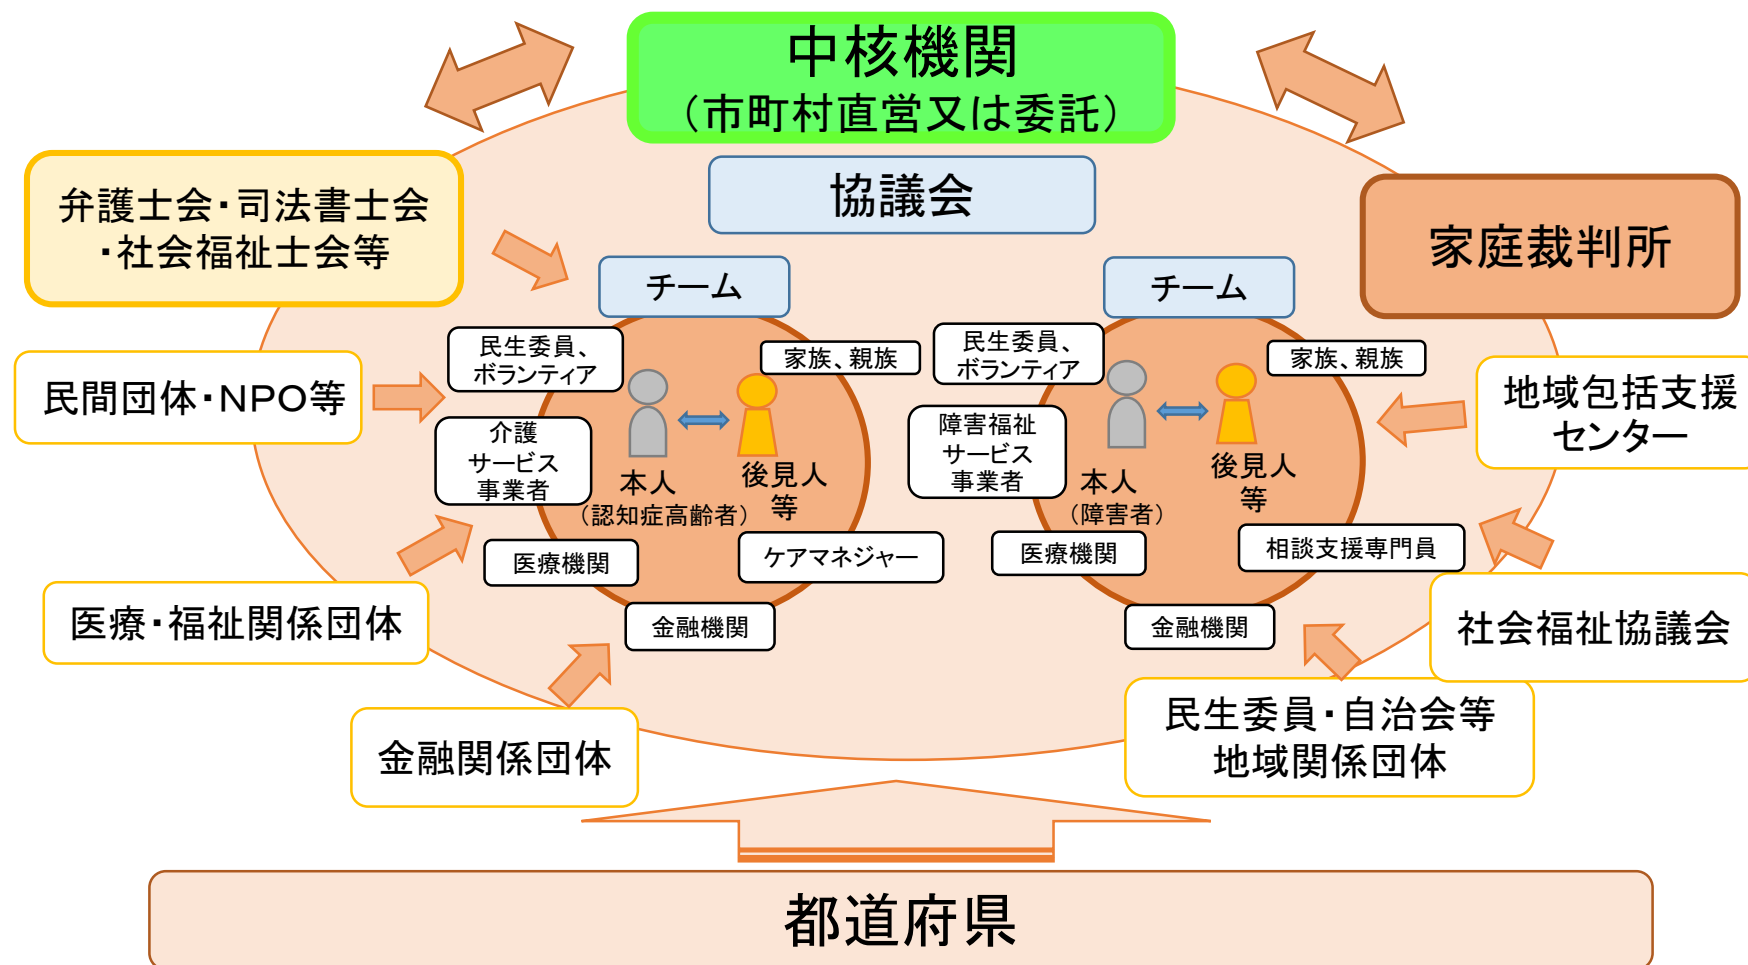 中核機関
（市町村直営又は委託）
協議会
弁護士会・司法書士会
・社会福祉士会等
家庭裁判所
チーム
民生委員、
ボランティア
家族、親族
介護
サービス
事業者
本人
（認知症高齢者）
後見人
等
医療機関
ケアマネジャー
金融機関
チーム
民生委員、
ボランティア
家族、親族
障害福祉
サービス
事業者
本人
（障害者）
後見人
等
医療機関
相談支援専門員
金融機関
民間団体・NPO等
地域包括支援
センター
医療・福祉関係団体
社会福祉協議会
金融関係団体
民生委員・自治会等
地域関係団体
都道府県